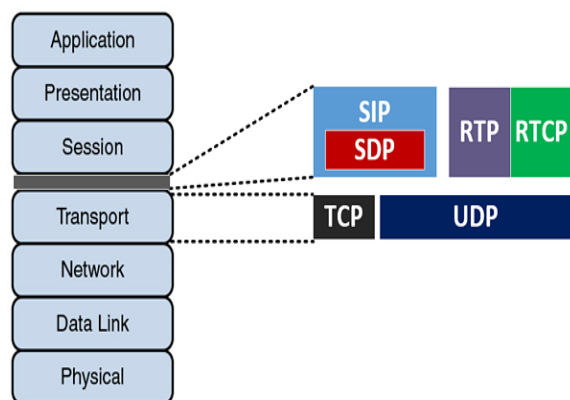 Application
Presentation
Session
Transport
Network
Data Link
Physical
SIP
SDP
RTP
RTCP
TCP
UDP